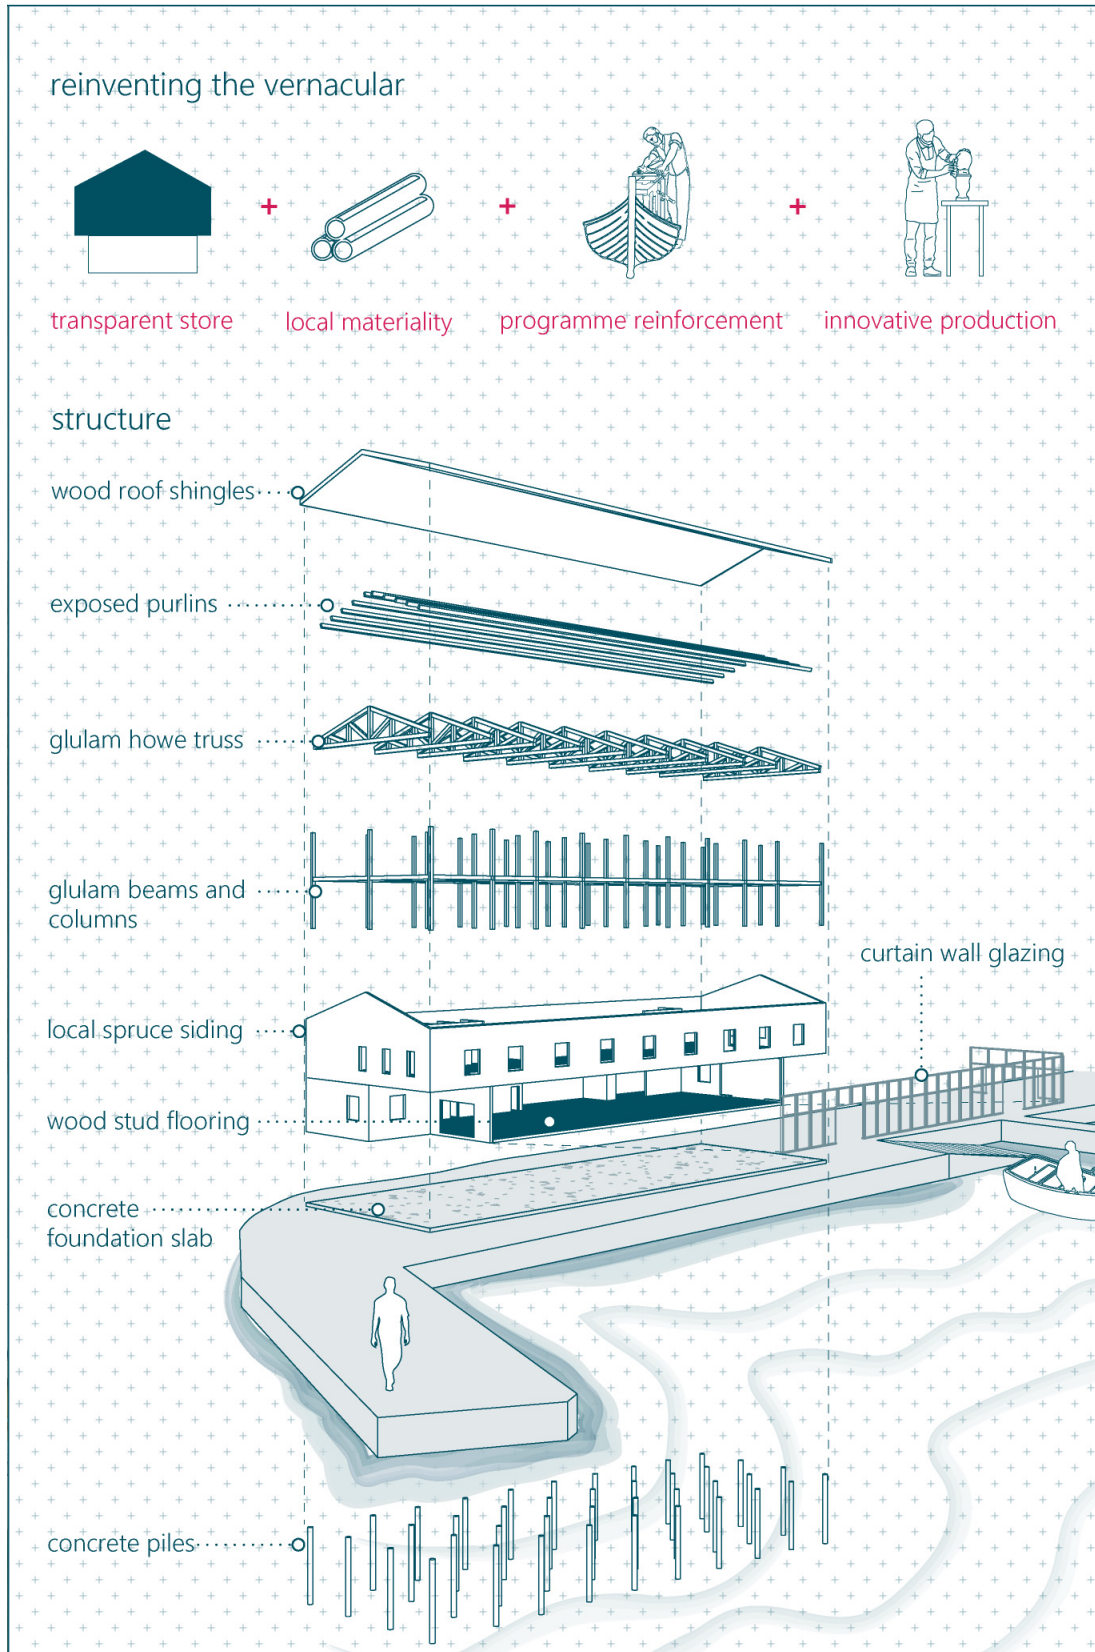 reinventing the vernacular
+ + +
transparent store
local materiality
programme reinforcement
innovative production
structure
wood roof shingles
exposed purlins
glulam howe truss
glulam beams and
columns
curtain wall glazing
local spruce siding
wood stud flooring
concrete
foundation slab
concrete piles